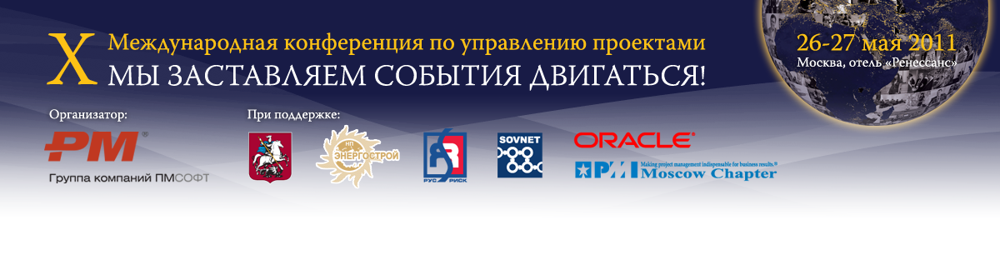 X Международная конференция по управлению проектами
МЫ ЗАСТАВЛЯЕМ СОБЫТИЯ ДВИГАТЬСЯ!
26-27 мая 2011
Москва, отель «Ренессанс»
Организатор:
PM®
Группа компаний ПМСОФТ
При поддержке:
НП
ЭНЕРГОСТРОЙ
РУС РИСК
SOVNET
ORACLE®
PMI Making project management indispensable for business results.®
Moscow Chapter